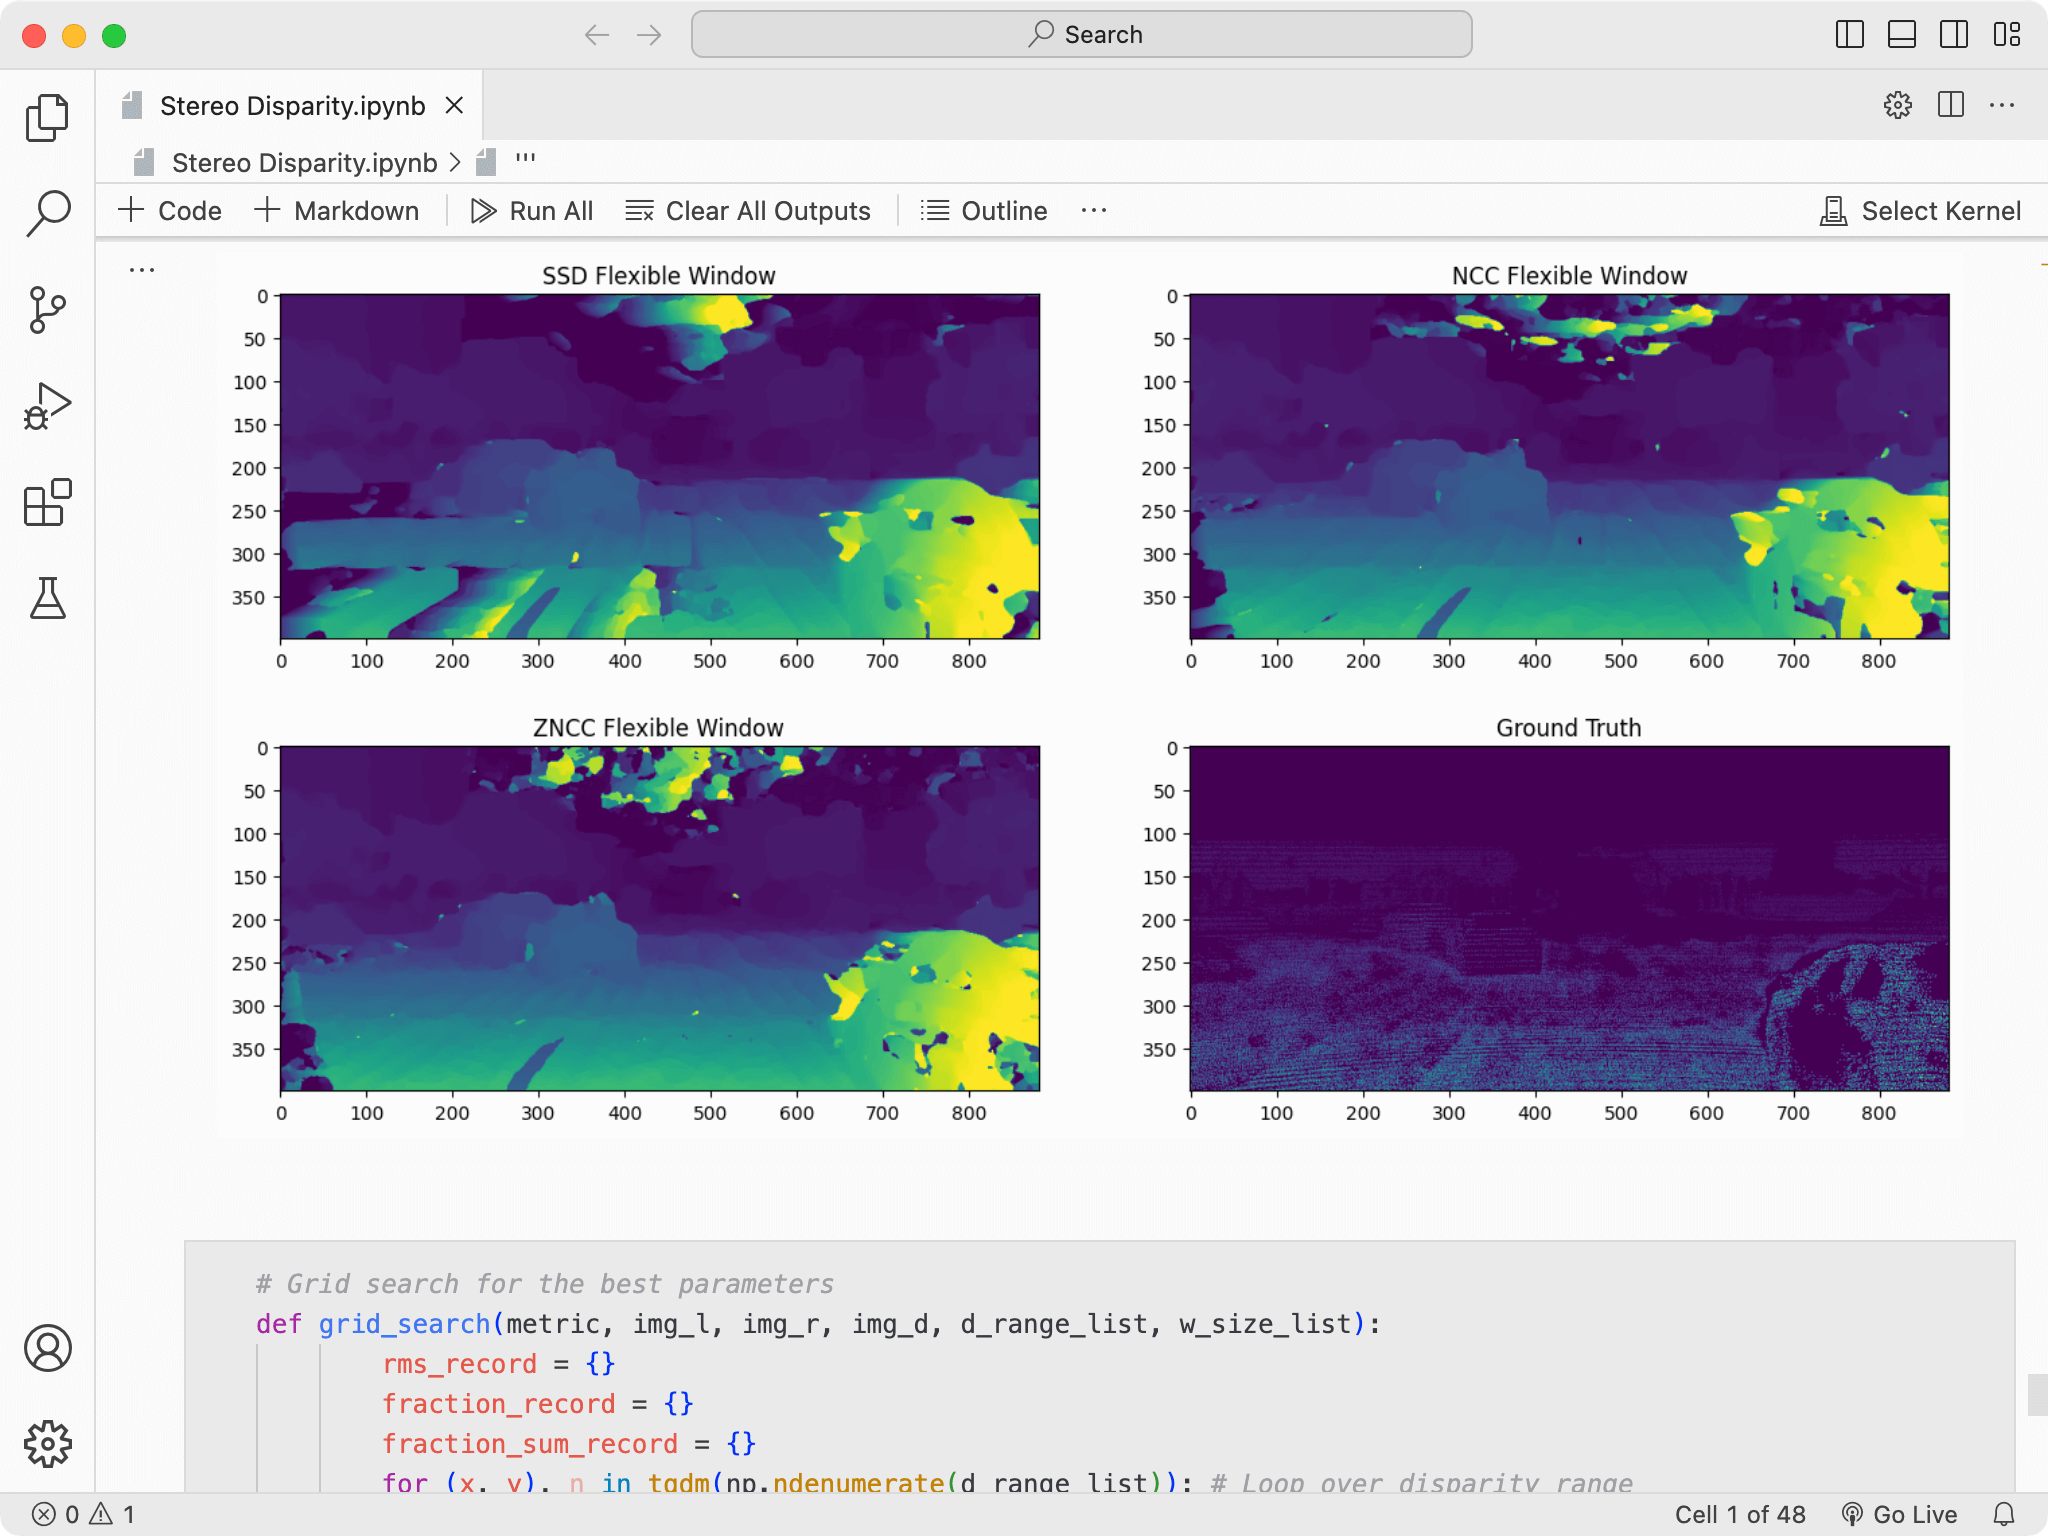 Search
Stereo Disparity.ipynb
Stereo Disparity.ipynb > '''
+ Code + Markdown Run All Clear All Outputs Outline ... Select Kernel
...
SSD Flexible Window
0
50
100
150
200
250
300
350
0 100 200 300 400 500 600 700 800
NCC Flexible Window
0
50
100
150
200
250
300
350
0 100 200 300 400 500 600 700 800
ZNCC Flexible Window
0
50
100
150
200
250
300
350
0 100 200 300 400 500 600 700 800
Ground Truth
0
50
100
150
200
250
300
350
0 100 200 300 400 500 600 700 800
# Grid search for the best parameters
def grid_search(metric, img_l, img_r, img_d, d_range_list, w_size_list):
rms_record = {}
fraction_record = {}
fraction_sum_record = {}
for (x, y), n in tqdm(np.ndenumerate(d_range_list)): # Loop over disparity range
0 1 Cell 1 of 48 Go Live